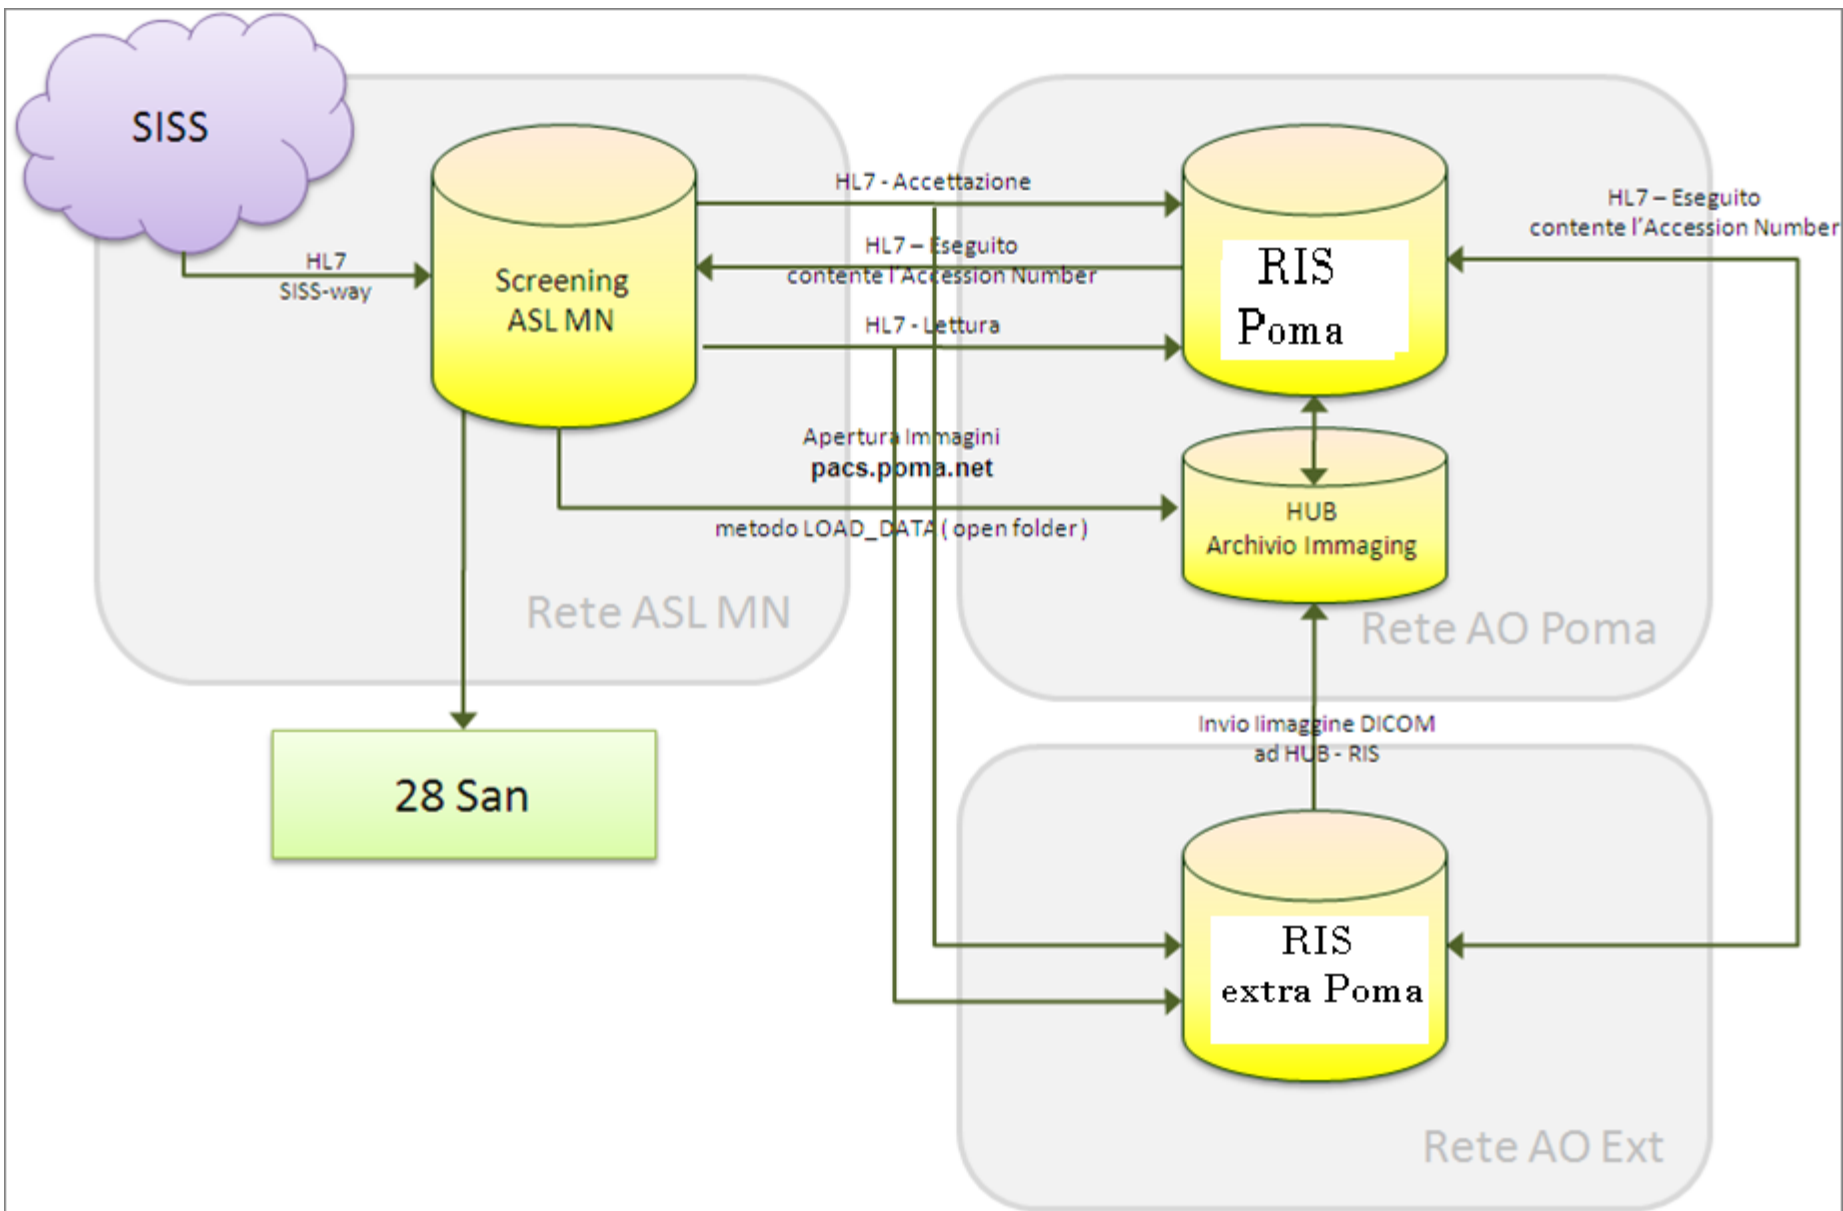 SISS
HL7
SISS-way
Screening
ASL MN
HL7 - Accettazione
HL7 – Eseguito
contente l'Accession Number
HL7 - Lettura
Apertura Immagini
pacs.poma.net
metodo LOAD_DATA ( open folder )
Rete ASL MN
RIS
Poma
HL7 – Eseguito
contente l'Accession Number
HUB
Archivio Immaging
Rete AO Poma
28 San
Invio Iimaggine DICOM
ad HUB - RIS
RIS
extra Poma
Rete AO Ext